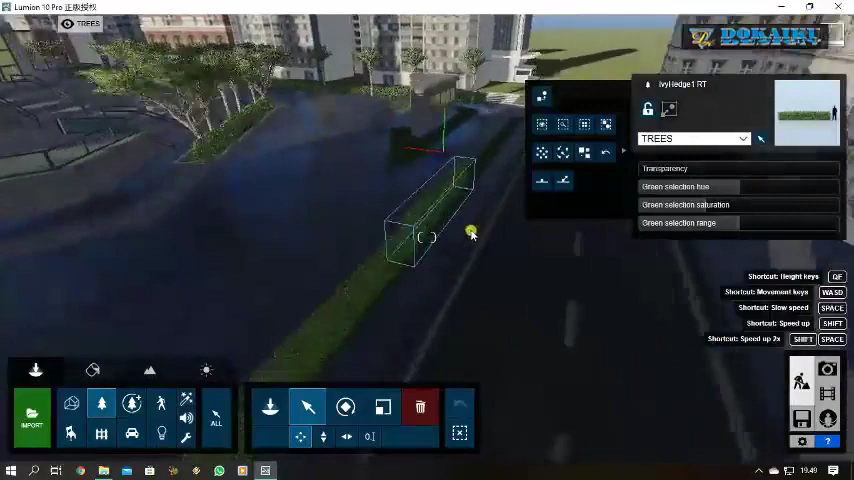 Lumion 10 Pro 正版授权
TREES
DOKAIKU
IvyHedge1 RT
TREES
Transparency
Green selection hue
Green selection saturation
Green selection range
Shortcut: Height keys QF
Shortcut: Movement keys WASD
Shortcut: Slow speed SPACE
Shortcut: Speed up SHIFT
Shortcut: Speed up 2x SHIFT SPACE
IMPORT
ALL
?
19.49